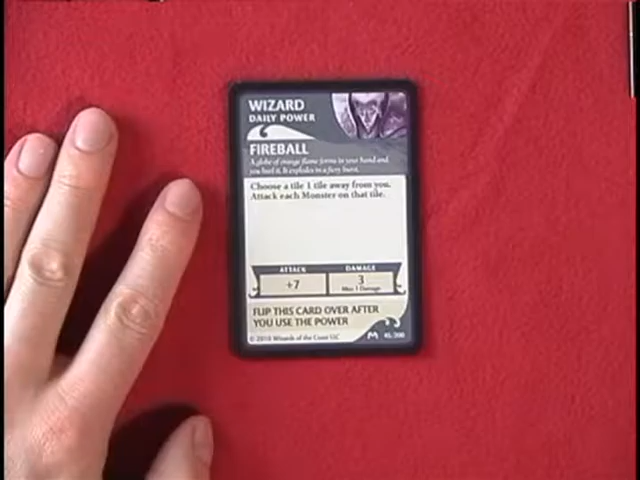 WIZARD
DAILY POWER
FIREBALL
A globe of orange flame forms in your hand and
you hurl it. It explodes in a fiery burst.
Choose a tile 1 tile away from you.
Attack each Monster on that tile.
ATTACK DAMAGE
+7 3
Miss: 1 Damage
FLIP THIS CARD OVER AFTER
YOU USE THE POWER
© 2010 Wizards of the Coast LLC 45/200